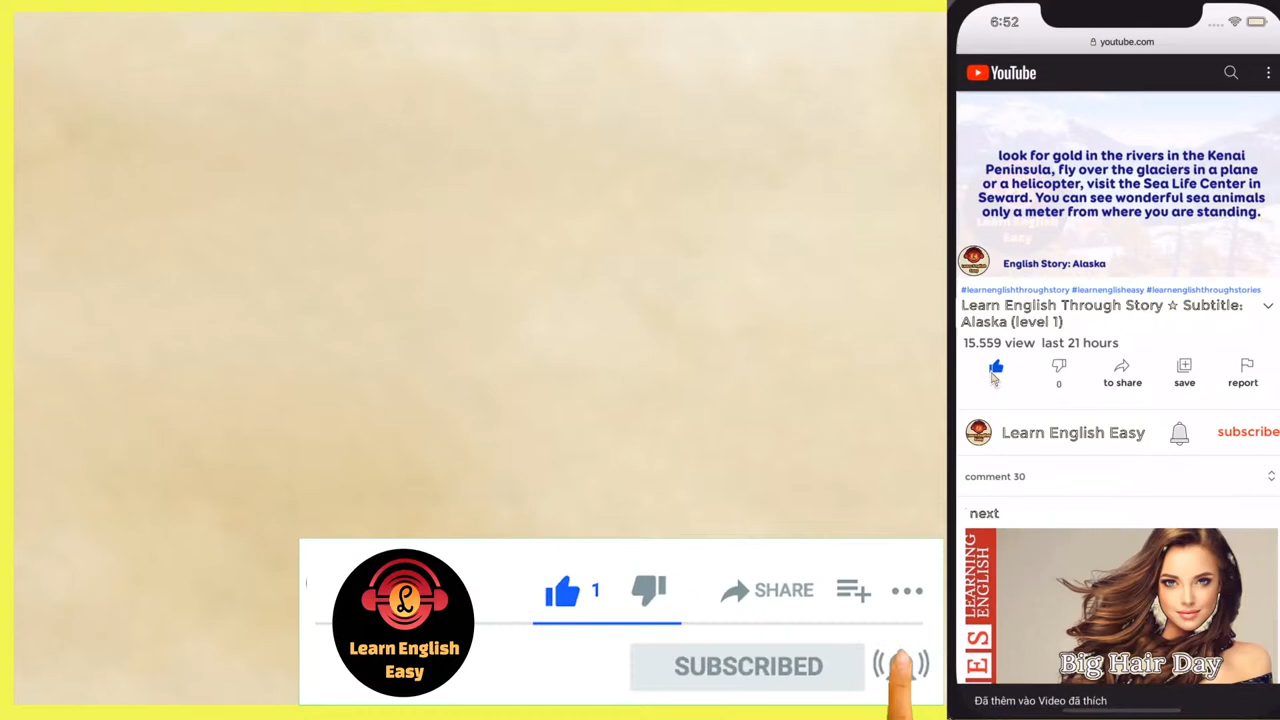 6:52
youtube.com
YouTube
look for gold in the rivers in the Kenai
Peninsula, fly over the glaciers in a plane
or a helicopter, visit the Sea Life Center in
Seward. You can see wonderful sea animals
only a meter from where you are standing.
English Story: Alaska
#learnenglishthroughstory #learnenglisheasy #learnenglishthroughstories
Learn English Through Story ☆ Subtitle:
Alaska (level 1)
15.559 view last 21 hours
0
to share
save
report
Learn English Easy
subscribe
comment 30
next
LEARNING
ENGLISH
Big Hair Day
Đã thêm vào Video đã thích
L
Learn English
Easy
1
SHARE
SUBSCRIBED